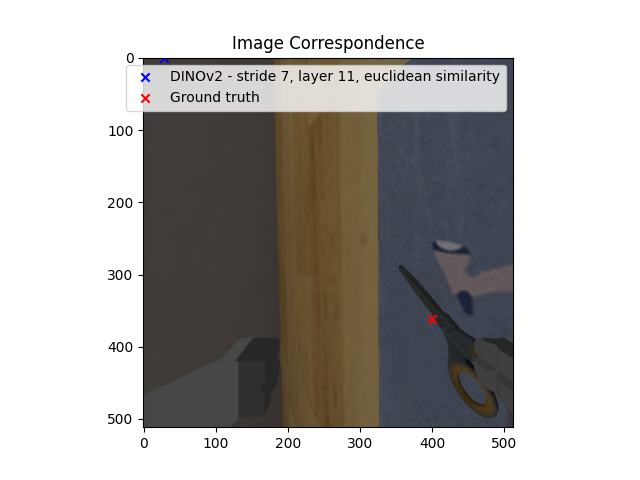 Image Correspondence
DINOv2 - stride 7, layer 11, euclidean similarity
Ground truth
0
100
200
300
400
500
0 100 200 300 400 500